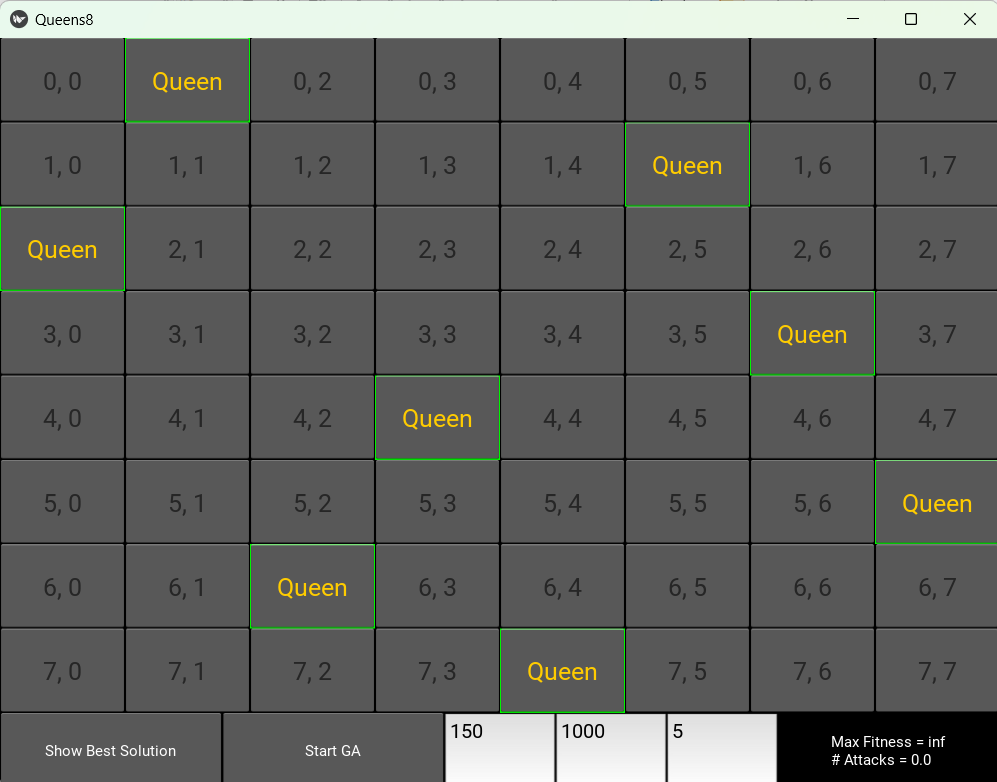 Queens8
0, 0 Queen 0, 2 0, 3 0, 4 0, 5 0, 6 0, 7
1, 0 1, 1 1, 2 1, 3 1, 4 Queen 1, 6 1, 7
Queen 2, 1 2, 2 2, 3 2, 4 2, 5 2, 6 2, 7
3, 0 3, 1 3, 2 3, 3 3, 4 3, 5 Queen 3, 7
4, 0 4, 1 4, 2 Queen 4, 4 4, 5 4, 6 4, 7
5, 0 5, 1 5, 2 5, 3 5, 4 5, 5 5, 6 Queen
6, 0 6, 1 Queen 6, 3 6, 4 6, 5 6, 6 6, 7
7, 0 7, 1 7, 2 7, 3 Queen 7, 5 7, 6 7, 7
Show Best Solution Start GA 150 1000 5
Max Fitness = inf
# Attacks = 0.0